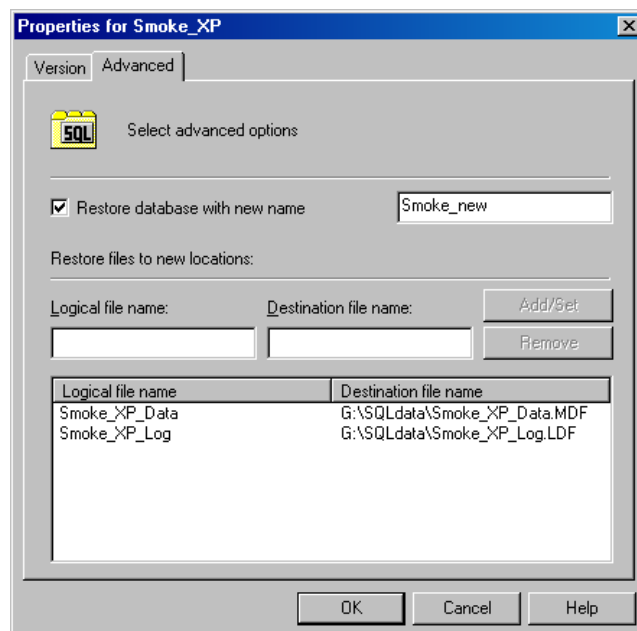 Properties for Smoke_XP
Version Advanced
SQL
Select advanced options
Restore database with new name Smoke_new
Restore files to new locations:
Logical file name: Destination file name: Add/Set
Remove
Logical file name Destination file name
Smoke_XP_Data G:\SQLdata\Smoke_XP_Data.MDF
Smoke_XP_Log G:\SQLdata\Smoke_XP_Log.LDF
OK Cancel Help